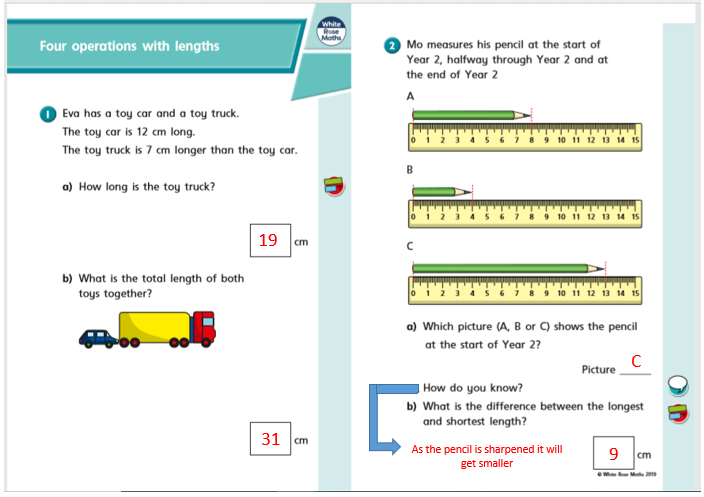 Four operations with lengths
White
Rose
Maths
1 Eva has a toy car and a toy truck.
The toy car is 12 cm long.
The toy truck is 7 cm longer than the toy car.
a) How long is the toy truck?
19 cm
b) What is the total length of both
toys together?
31 cm
2 Mo measures his pencil at the start of
Year 2, halfway through Year 2 and at
the end of Year 2
A
0 1 2 3 4 5 6 7 8 9 10 11 12 13 14 15
B
0 1 2 3 4 5 6 7 8 9 10 11 12 13 14 15
C
0 1 2 3 4 5 6 7 8 9 10 11 12 13 14 15
a) Which picture (A, B or C) shows the pencil
at the start of Year 2?
Picture C
How do you know?
b) What is the difference between the longest
and shortest length?
As the pencil is sharpened it will
get smaller
9 cm
© White Rose Maths 2019